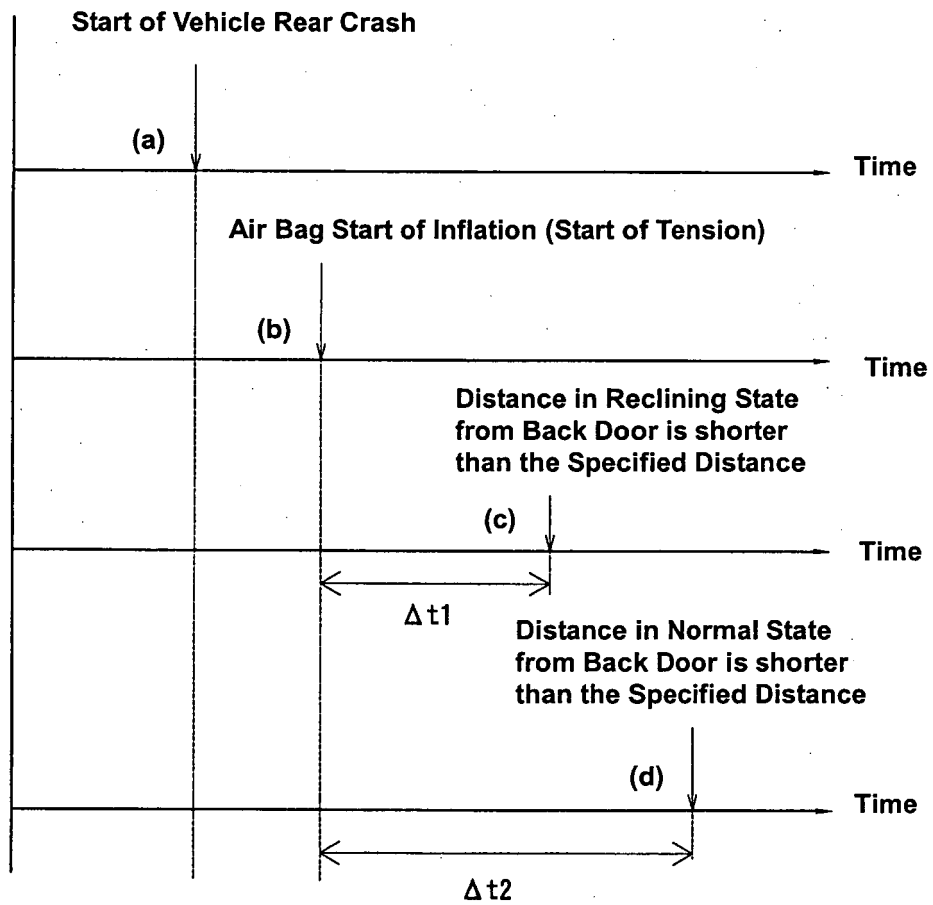 Start of Vehicle Rear Crash
(a)
Time
Air Bag Start of Inflation (Start of Tension)
(b)
Time
Distance in Reclining State
from Back Door is shorter
than the Specified Distance
(c)
Time
Δt1
Distance in Normal State
from Back Door is shorter
than the Specified Distance
(d)
Time
Δt2